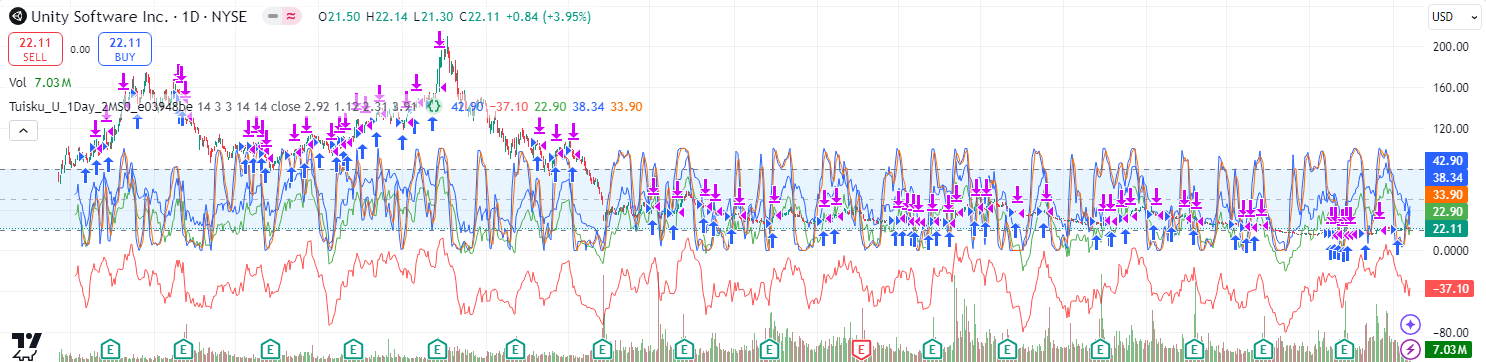 Unity Software Inc. · 1D · NYSE O21.50 H22.14 L21.30 C22.11 +0.84 (+3.95%)
USD
22.11
SELL
0.00
22.11
BUY
Vol 7.03M
Tuisku_U_1Day_2MS0_e03948be 14 3 3 14 14 close 2.92 1.12 2.31 3.91 42.90 −37.10 22.90 38.34 33.90
200.00
160.00
120.00
42.90
38.34
33.90
22.90
22.11
0.0000
−37.10
−80.00
7.03M
E E E E E E E E E E E E E E E E